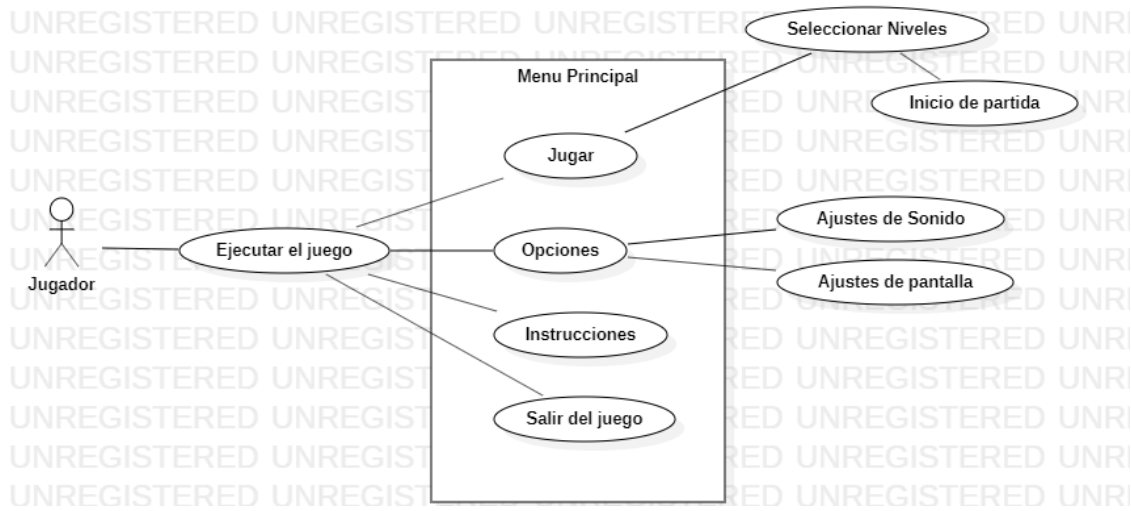 UNREGISTERED
Seleccionar Niveles
Menu Principal
Inicio de partida
Jugar
Ajustes de Sonido
Ejecutar el juego
Opciones
Jugador
Ajustes de pantalla
Instrucciones
Salir del juego